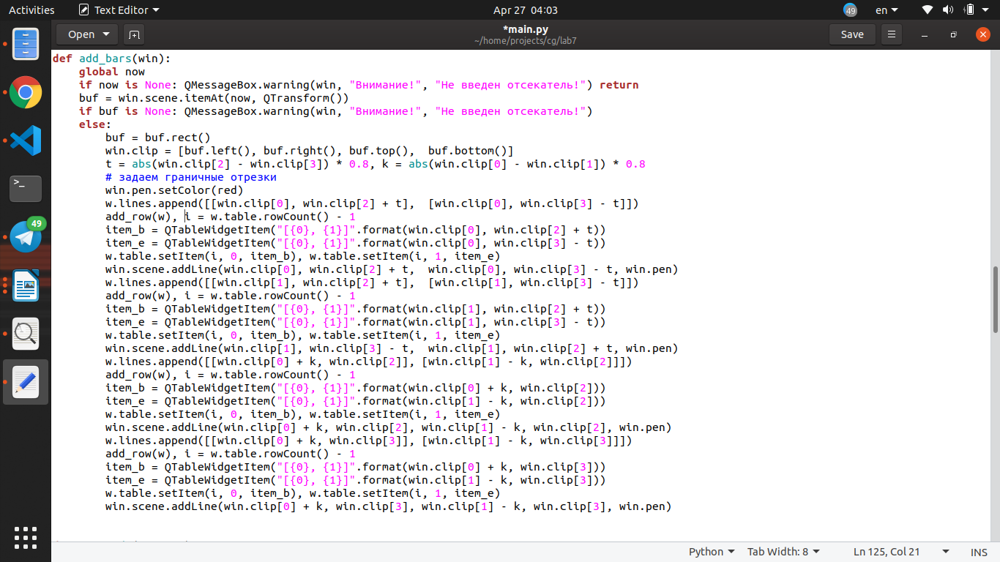 Activities Text Editor Apr 27 04:03 49 en
Open *main.py Save
~/home/projects/cg/lab7
def add_bars(win):
    global now
    if now is None: QMessageBox.warning(win, "Внимание!", "Не введен отсекатель!") return
    buf = win.scene.itemAt(now, QTransform())
    if buf is None: QMessageBox.warning(win, "Внимание!", "Не введен отсекатель!")
    else:
        buf = buf.rect()
        win.clip = [buf.left(), buf.right(), buf.top(),  buf.bottom()]
        t = abs(win.clip[2] - win.clip[3]) * 0.8, k = abs(win.clip[0] - win.clip[1]) * 0.8
        # задаем граничные отрезки
        win.pen.setColor(red)
        w.lines.append([[win.clip[0], win.clip[2] + t],  [win.clip[0], win.clip[3] - t]])
        add_row(w), i = w.table.rowCount() - 1
        item_b = QTableWidgetItem("[{0}, {1}]".format(win.clip[0], win.clip[2] + t))
        item_e = QTableWidgetItem("[{0}, {1}]".format(win.clip[0], win.clip[3] - t))
        w.table.setItem(i, 0, item_b), w.table.setItem(i, 1, item_e)
        win.scene.addLine(win.clip[0], win.clip[2] + t,  win.clip[0], win.clip[3] - t, win.pen)
        w.lines.append([[win.clip[1], win.clip[2] + t],  [win.clip[1], win.clip[3] - t]])
        add_row(w), i = w.table.rowCount() - 1
        item_b = QTableWidgetItem("[{0}, {1}]".format(win.clip[1], win.clip[2] + t))
        item_e = QTableWidgetItem("[{0}, {1}]".format(win.clip[1], win.clip[3] - t))
        w.table.setItem(i, 0, item_b), w.table.setItem(i, 1, item_e)
        win.scene.addLine(win.clip[1], win.clip[3] - t,  win.clip[1], win.clip[2] + t, win.pen)
        w.lines.append([[win.clip[0] + k, win.clip[2]], [win.clip[1] - k, win.clip[2]]])
        add_row(w), i = w.table.rowCount() - 1
        item_b = QTableWidgetItem("[{0}, {1}]".format(win.clip[0] + k, win.clip[2]))
        item_e = QTableWidgetItem("[{0}, {1}]".format(win.clip[1] - k, win.clip[2]))
        w.table.setItem(i, 0, item_b), w.table.setItem(i, 1, item_e)
        win.scene.addLine(win.clip[0] + k, win.clip[2], win.clip[1] - k, win.clip[2], win.pen)
        w.lines.append([[win.clip[0] + k, win.clip[3]], [win.clip[1] - k, win.clip[3]]])
        add_row(w), i = w.table.rowCount() - 1
        item_b = QTableWidgetItem("[{0}, {1}]".format(win.clip[0] + k, win.clip[3]))
        item_e = QTableWidgetItem("[{0}, {1}]".format(win.clip[1] - k, win.clip[3]))
        w.table.setItem(i, 0, item_b), w.table.setItem(i, 1, item_e)
        win.scene.addLine(win.clip[0] + k, win.clip[3], win.clip[1] - k, win.clip[3], win.pen)
>_
49
Python Tab Width: 8 Ln 125, Col 21 INS